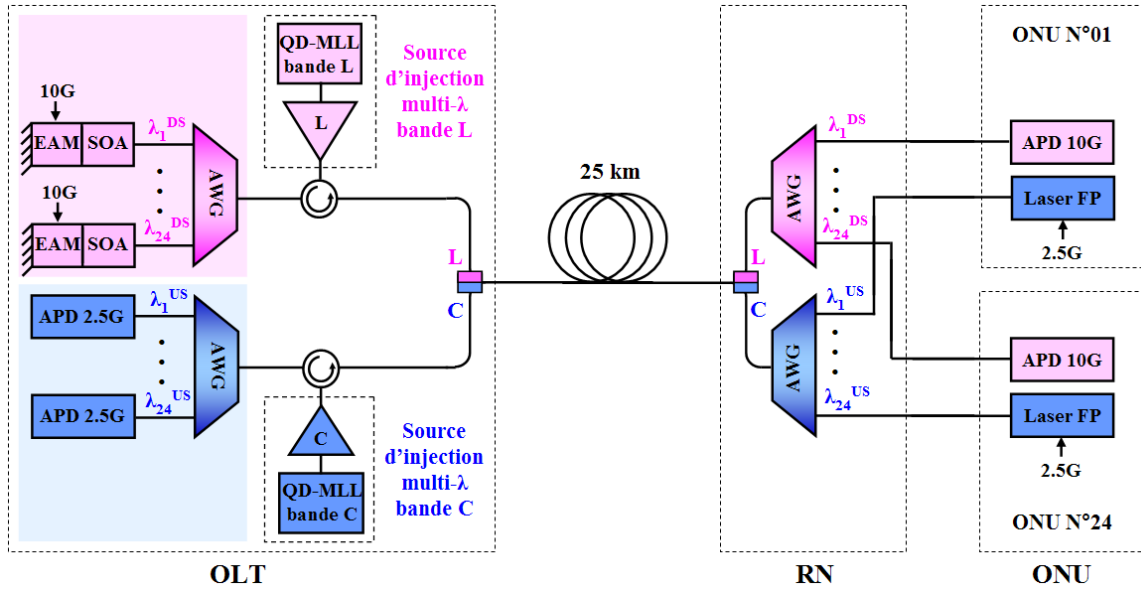 QD-MLL
bande L
Source
d'injection
multi-λ
bande L
L
10G
EAM
SOA
λ₁ᴰˢ
AWG
10G
EAM
SOA
λ₂₄ᴰˢ
L
C
APD 2.5G
λ₁ᵁˢ
AWG
APD 2.5G
λ₂₄ᵁˢ
C
QD-MLL
bande C
Source
d'injection
multi-λ
bande C
OLT
25 km
L
C
AWG
λ₁ᴰˢ
λ₂₄ᴰˢ
AWG
λ₁ᵁˢ
λ₂₄ᵁˢ
RN
ONU N°01
APD 10G
Laser FP
2.5G
APD 10G
Laser FP
2.5G
ONU N°24
ONU